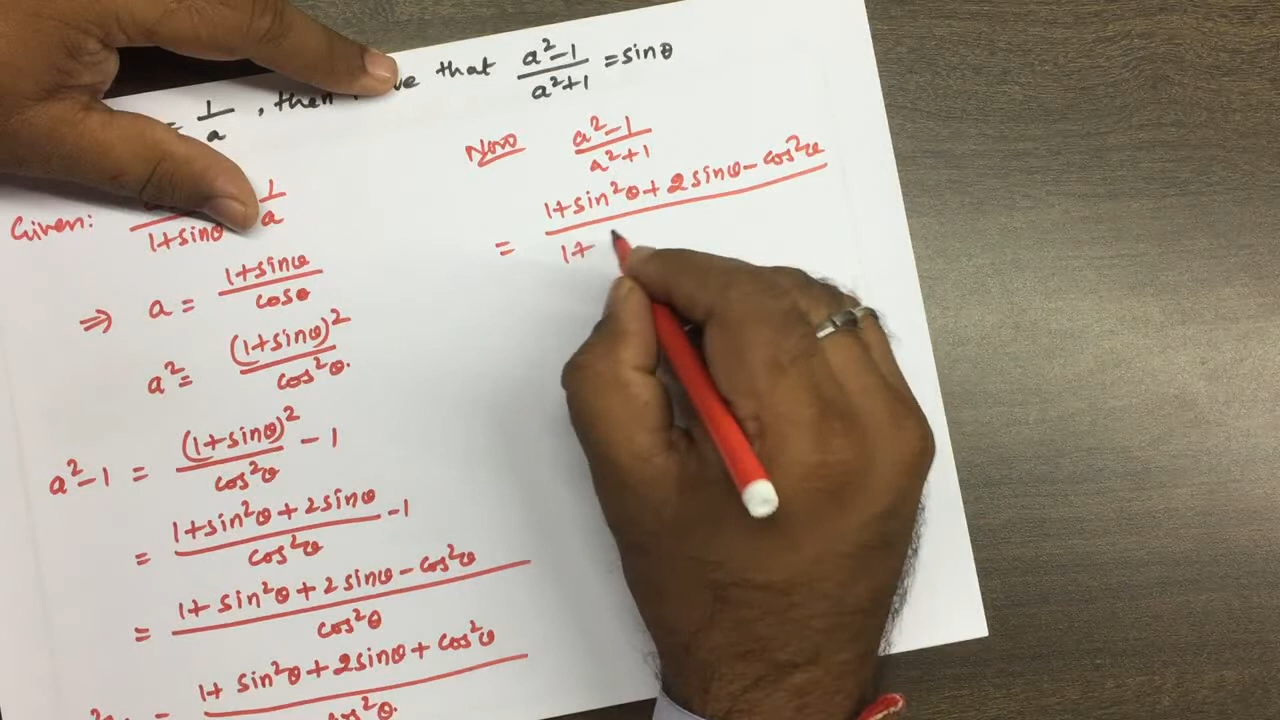 that a²-1/a²+1 = sinθ
= 1/a , then
Given: 1+sinθ 1/a
⇒ a = 1+sinθ/cosθ
a² = (1+sinθ)²/cos²θ.
a²-1 = (1+sinθ)²/cos²θ - 1
= 1+sin²θ+2sinθ/cos²θ -1
= 1+ sin²θ+2sinθ-cos²θ/cos²θ
= 1+ sin²θ+2sinθ+cos²θ/cos²θ.
Now a²-1/a²+1
= 1+sin²θ+2sinθ-cos²θ/1+